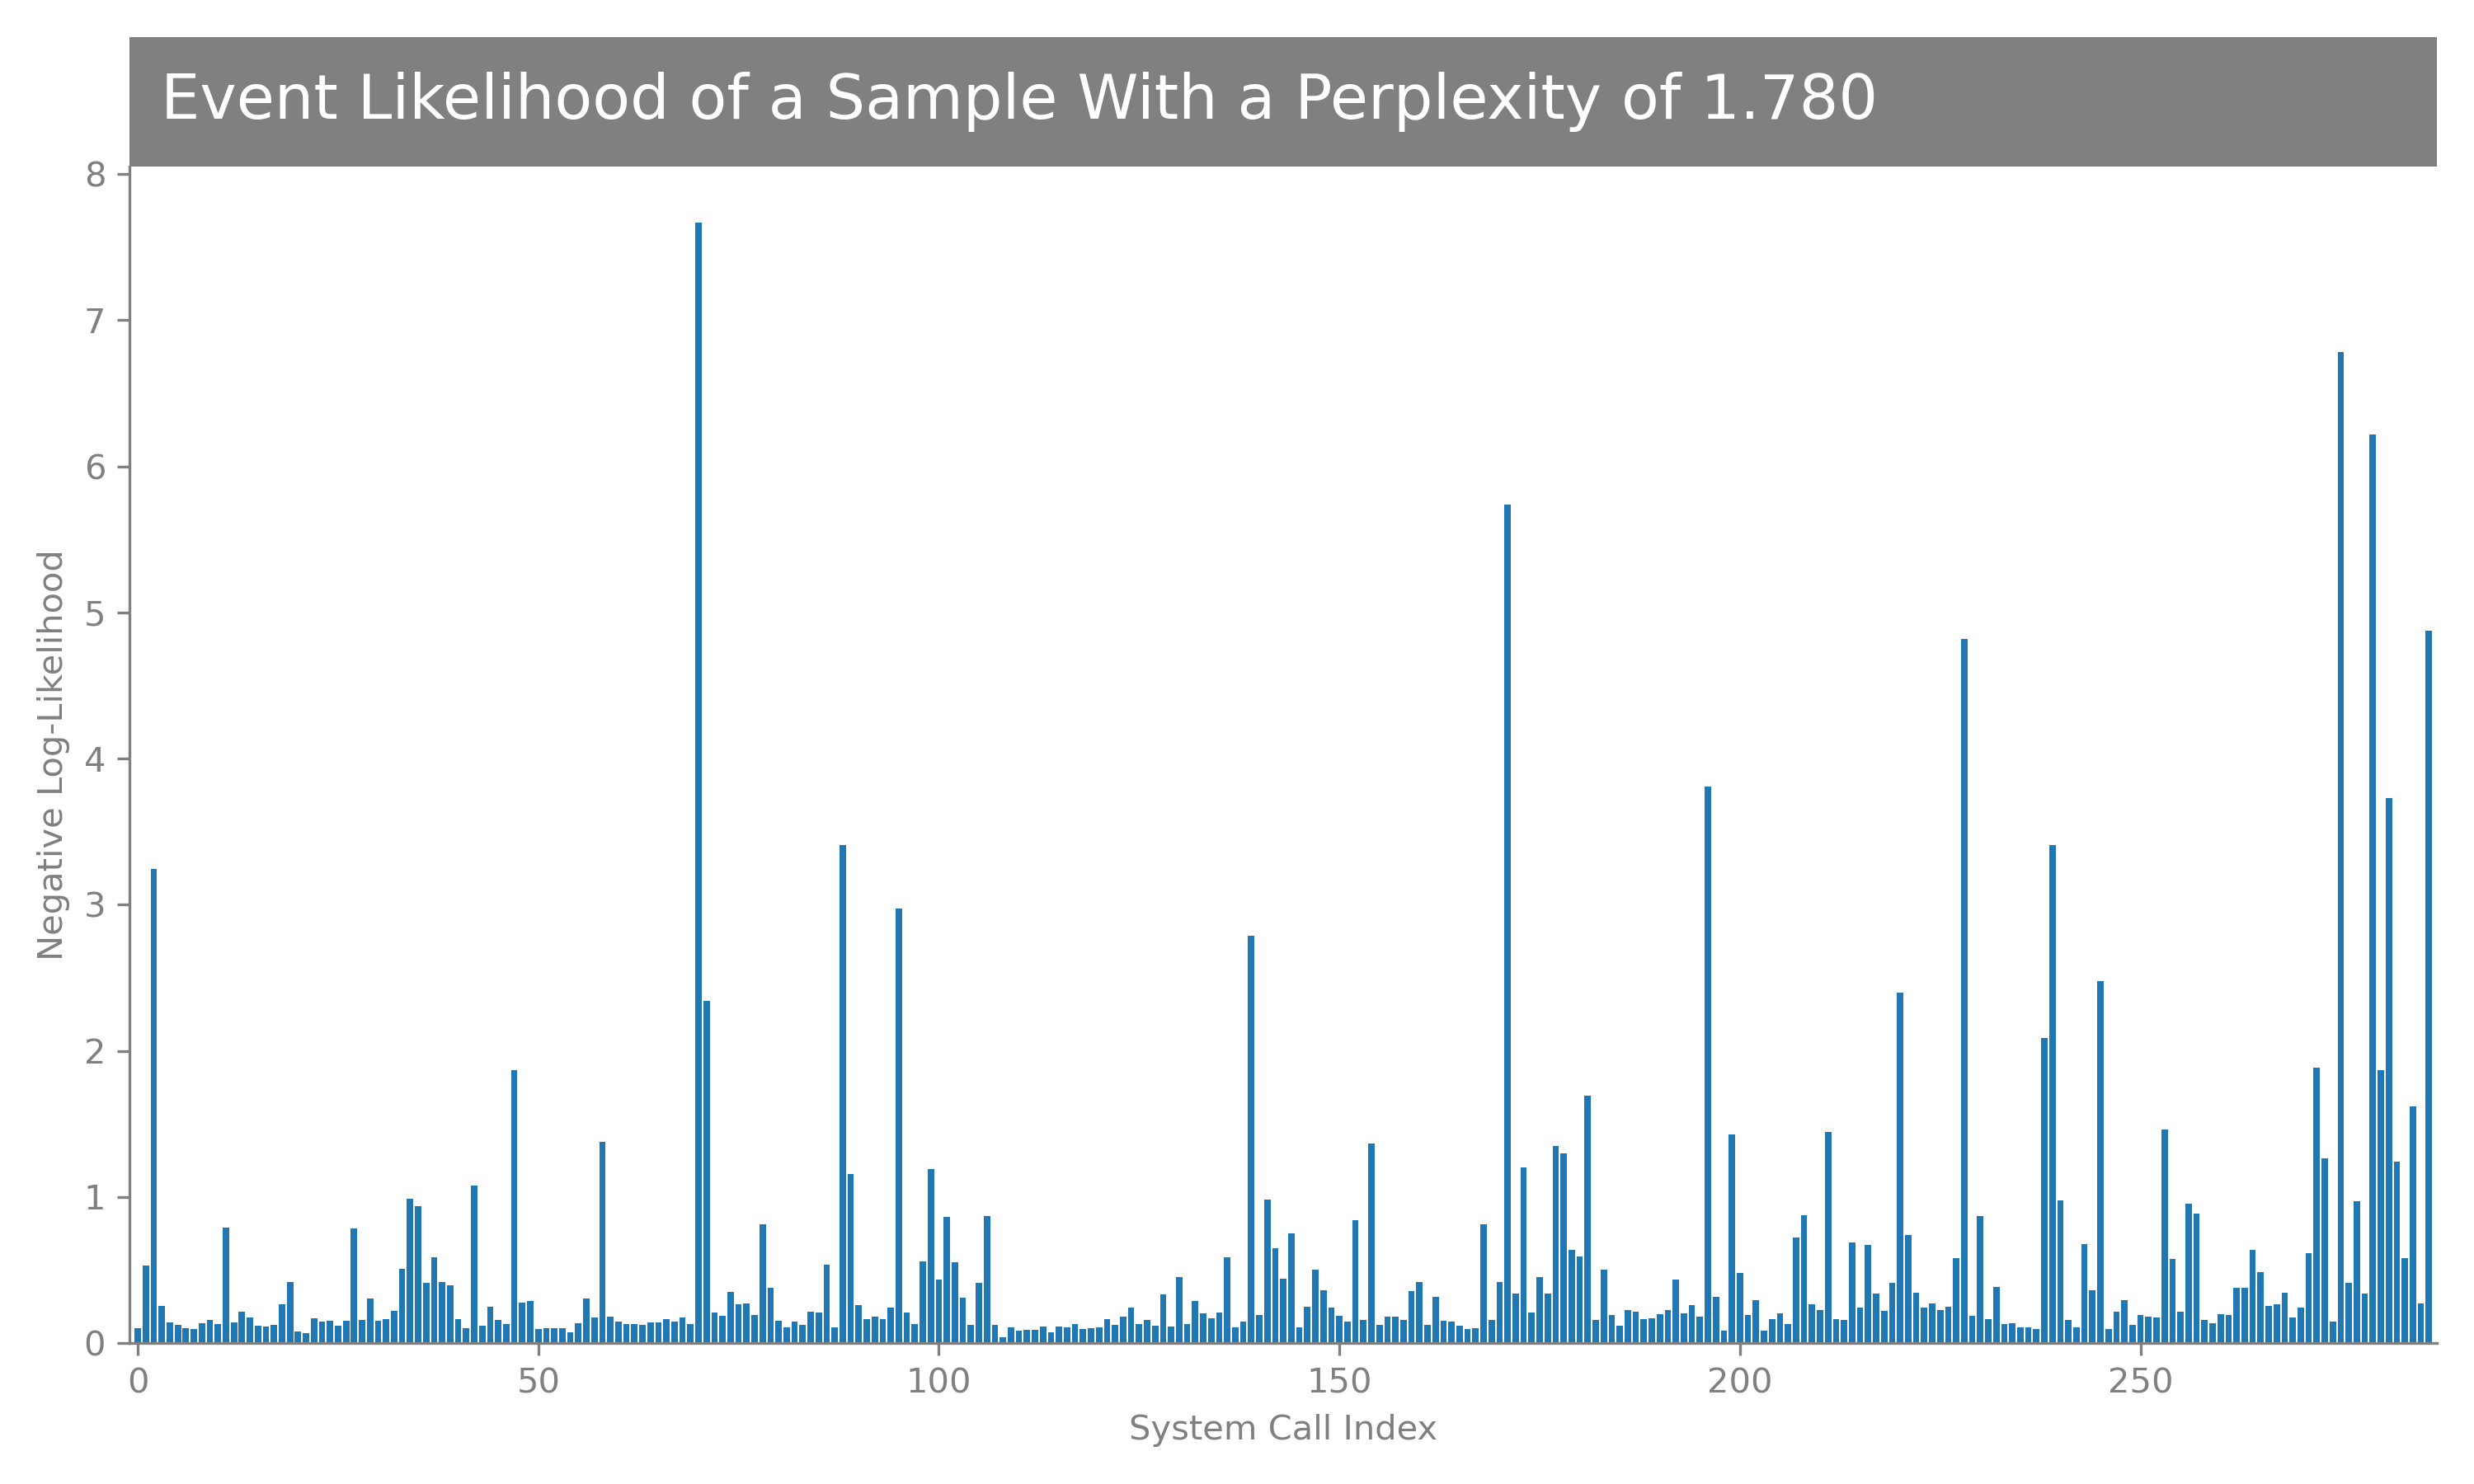 Event Likelihood of a Sample With a Perplexity of 1.780
8
7
6
5
4
3
2
1
0
Negative Log-Likelihood
0 50 100 150 200 250
System Call Index